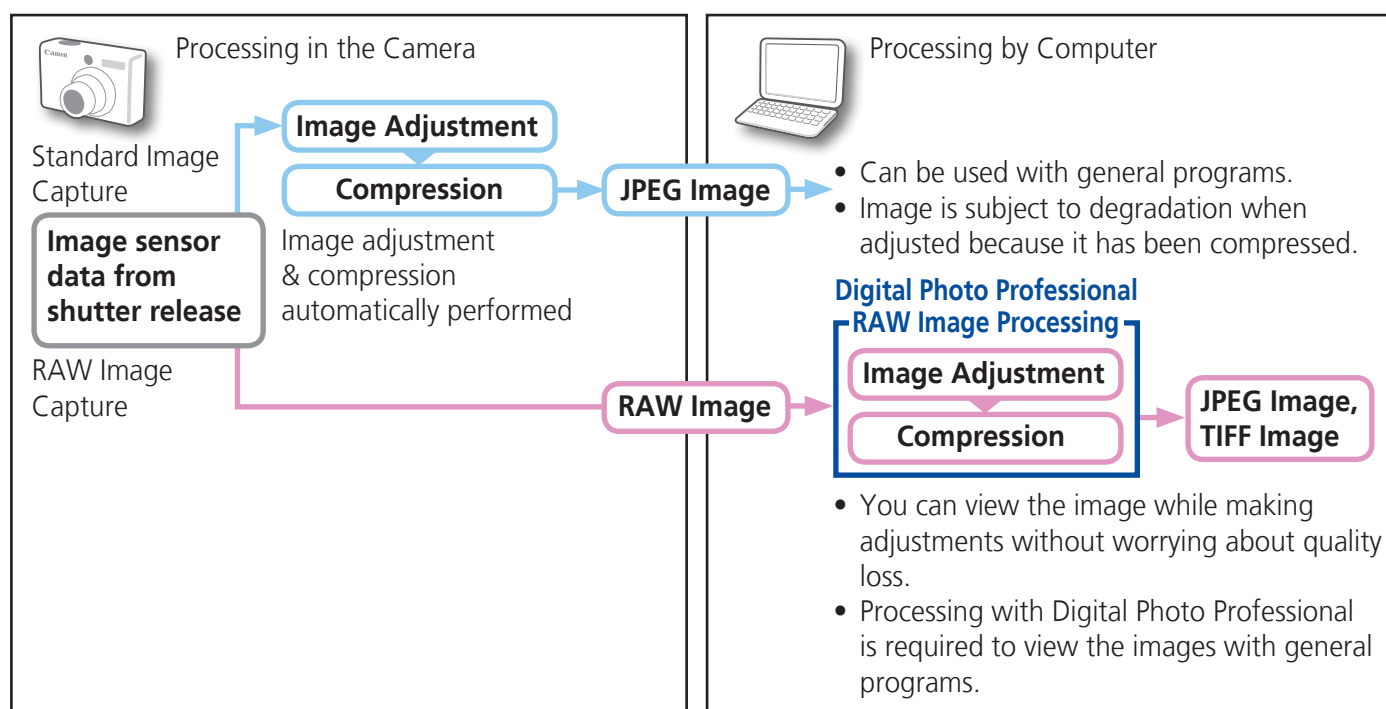 Canon
Processing in the Camera
Standard Image
Capture
Image sensor
data from
shutter release
RAW Image
Capture
Image Adjustment
Compression
Image adjustment
& compression
automatically performed
JPEG Image
RAW Image
Processing by Computer
• Can be used with general programs.
• Image is subject to degradation when
adjusted because it has been compressed.
Digital Photo Professional
RAW Image Processing
Image Adjustment
Compression
JPEG Image,
TIFF Image
• You can view the image while making
adjustments without worrying about quality
loss.
• Processing with Digital Photo Professional
is required to view the images with general
programs.